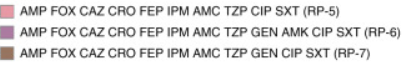 AMP FOX CAZ CRO FEP IPM AMC TZP CIP SXT (RP-5)
AMP FOX CAZ CRO FEP IPM AMC TZP GEN AMK CIP SXT (RP-6)
AMP FOX CAZ CRO FEP IPM AMC TZP GEN CIP SXT (RP-7)